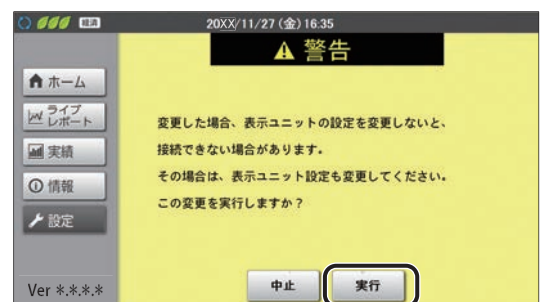 経済
20XX/11/27 (金) 16:35
警告
ホーム
ライブ
レポート
実績
情報
設定
変更した場合、表示ユニットの設定を変更しないと、
接続できない場合があります。
その場合は、表示ユニット設定も変更してください。
この変更を実行しますか？
中止
実行
Ver *.*.*.*